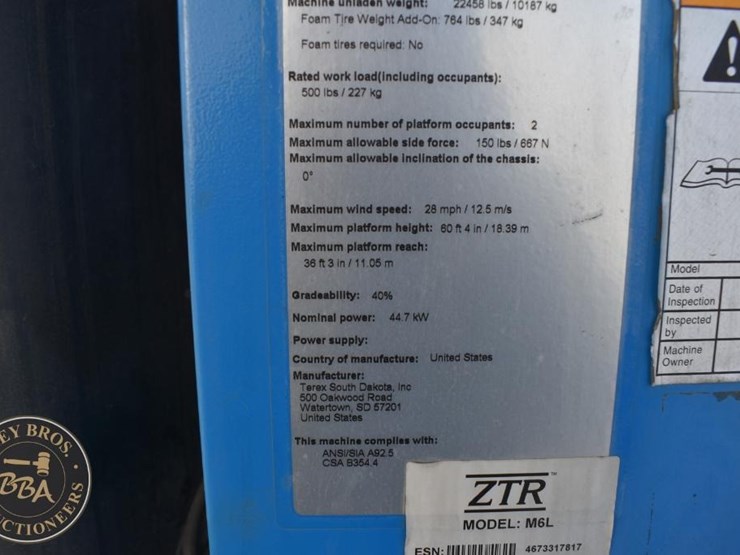 Machine unladen weight: 22458 lbs / 10187 kg
Foam Tire Weight Add-On: 764 lbs / 347 kg
Foam tires required: No
Rated work load(including occupants):
500 lbs / 227 kg
Maximum number of platform occupants: 2
Maximum allowable side force: 150 lbs / 667 N
Maximum allowable inclination of the chassis:
0°
Maximum wind speed: 28 mph / 12.5 m/s
Maximum platform height: 60 ft 4 in / 18.39 m
Maximum platform reach:
36 ft 3 in / 11.05 m
Gradeability: 40%
Nominal power: 44.7 kW
Power supply:
Country of manufacture: United States
Manufacturer:
Terex South Dakota, Inc
500 Oakwood Road
Watertown, SD 57201
United States
This machine complies with:
ANSI/SIA A92.5
CSA B354.4
ZTR™
MODEL: M6L
ESN: 4673317817
Model
Date of
Inspection
Inspected
by
Machine
Owner
EY BROS.
BBA
CTIONEERS